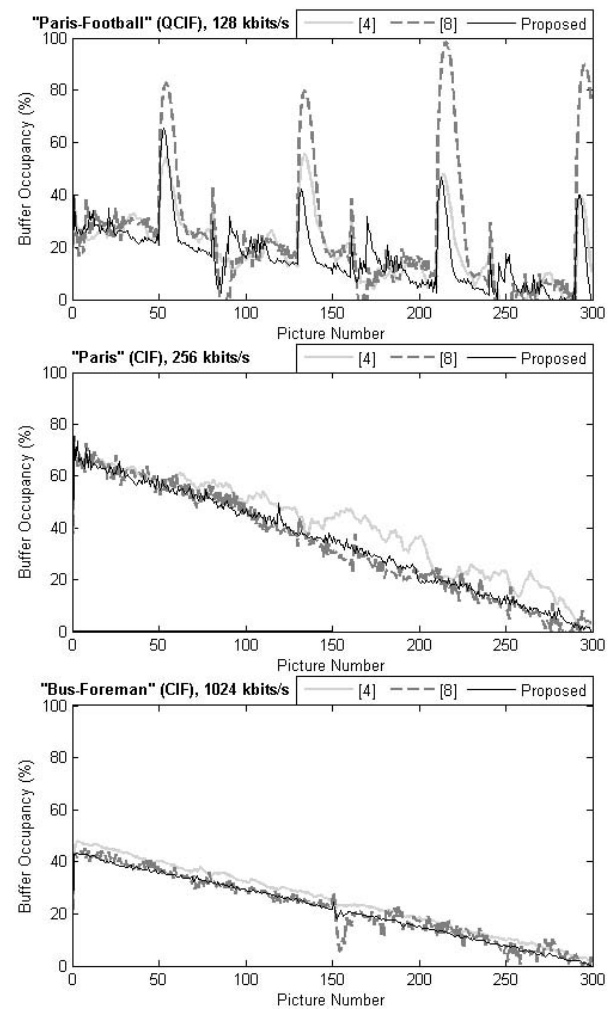 "Paris-Football" (QCIF), 128 kbits/s [4] [8] Proposed
100
80
60
40
20
0
Buffer Occupancy (%)
0 50 100 150 200 250 300
Picture Number
"Paris" (CIF), 256 kbits/s [4] [8] Proposed
100
80
60
40
20
0
Buffer Occupancy (%)
0 50 100 150 200 250 300
Picture Number
"Bus-Foreman" (CIF), 1024 kbits/s [4] [8] Proposed
100
80
60
40
20
0
Buffer Occupancy (%)
0 50 100 150 200 250 300
Picture Number